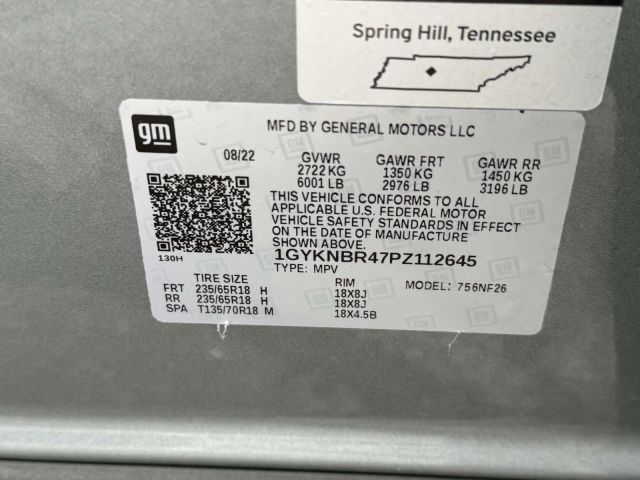 Spring Hill, Tennessee
gm
MFD BY GENERAL MOTORS LLC
08/22 GVWR GAWR FRT GAWR RR
2722 KG 1350 KG 1450 KG
6001 LB 2976 LB 3196 LB
THIS VEHICLE CONFORMS TO ALL
APPLICABLE U.S. FEDERAL MOTOR
VEHICLE SAFETY STANDARDS IN EFFECT
ON THE DATE OF MANUFACTURE
SHOWN ABOVE.
130H
1GYKNBR47PZ112645
TYPE: MPV
MODEL: 756NF26
TIRE SIZE RIM
FRT 235/65R18 H 18X8J
RR 235/65R18 H 18X8J
SPA T135/70R18 M 18X4.5B